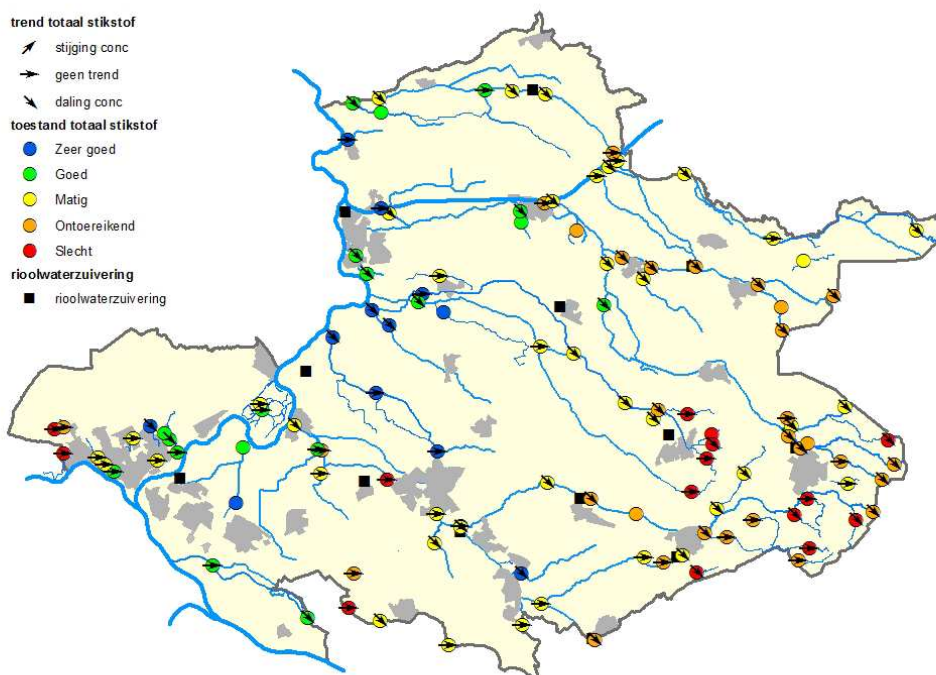 trend totaal stikstof
stijging conc
geen trend
daling conc
toestand totaal stikstof
Zeer goed
Goed
Matig
Ontoereikend
Slecht
rioolwaterzuivering
rioolwaterzuivering